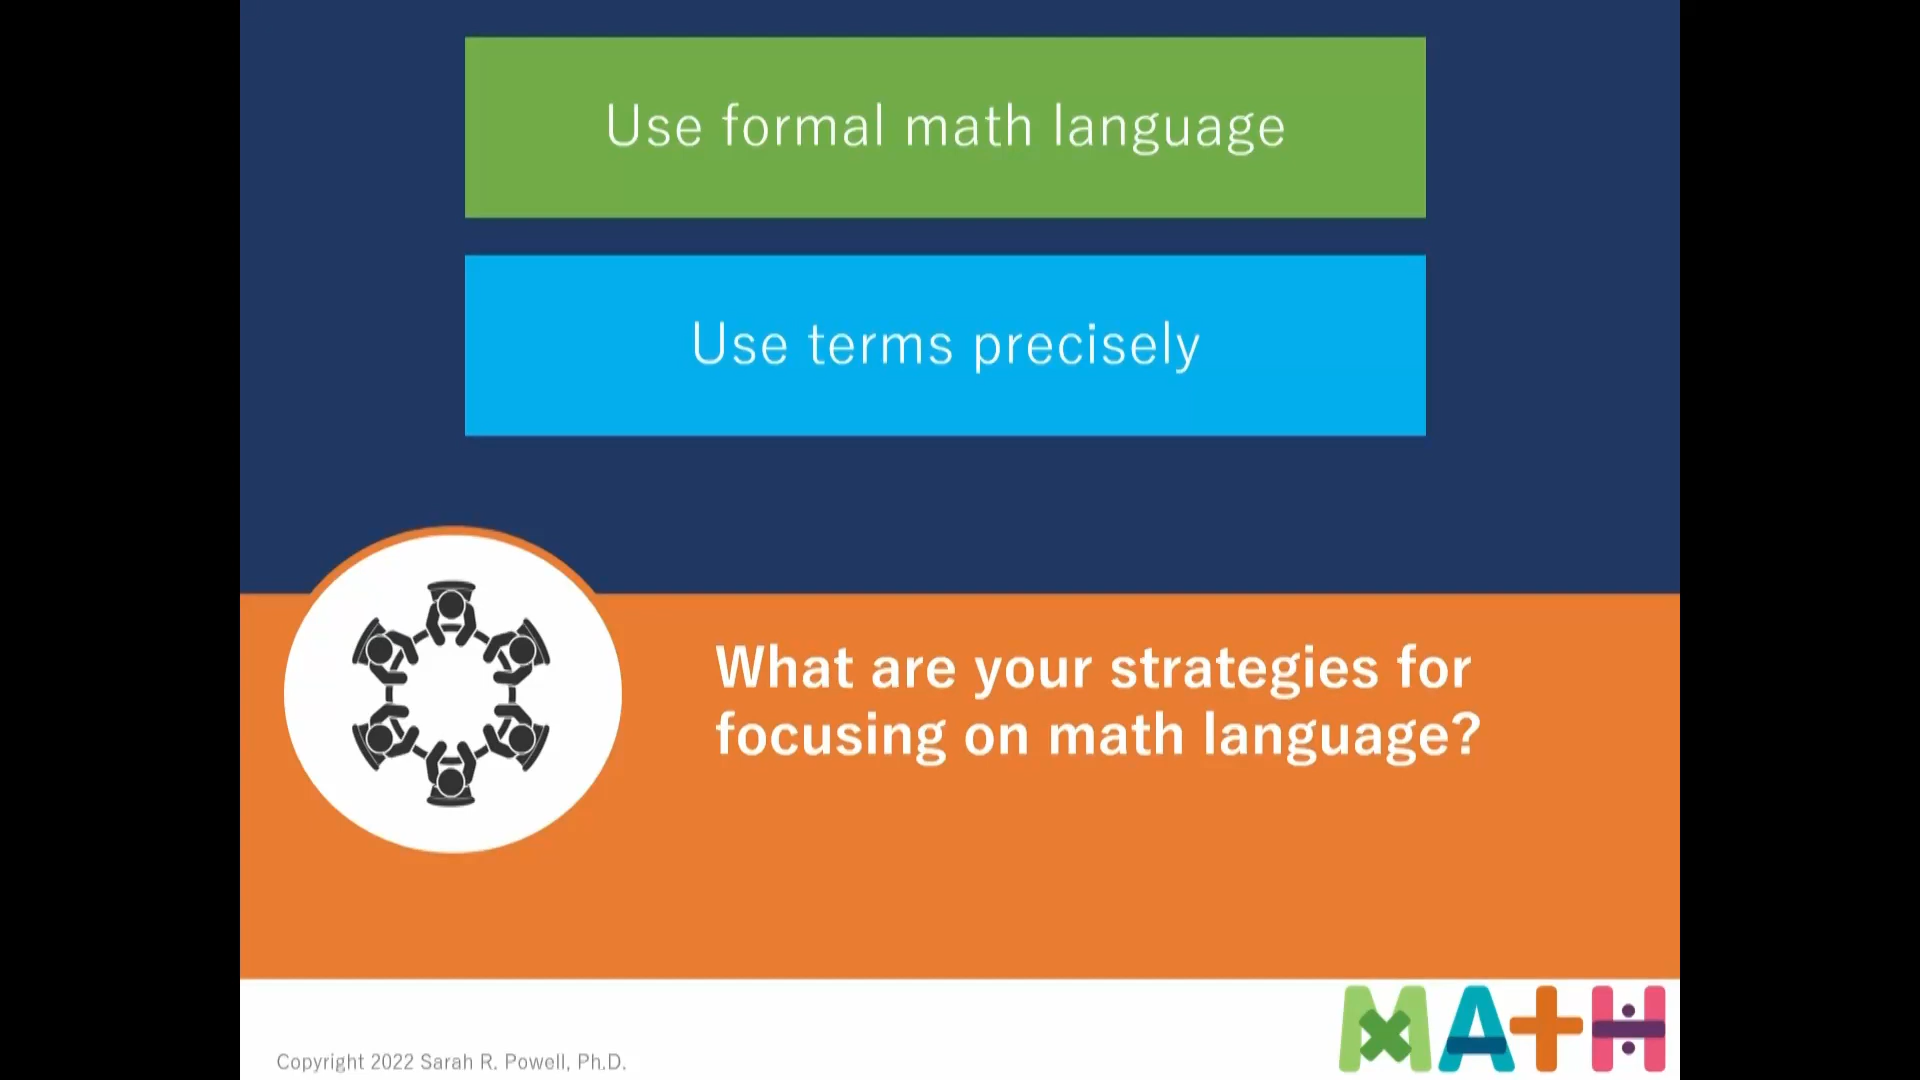 Use formal math language
Use terms precisely
What are your strategies for
focusing on math language?
Copyright 2022 Sarah R. Powell, Ph.D.
MATH